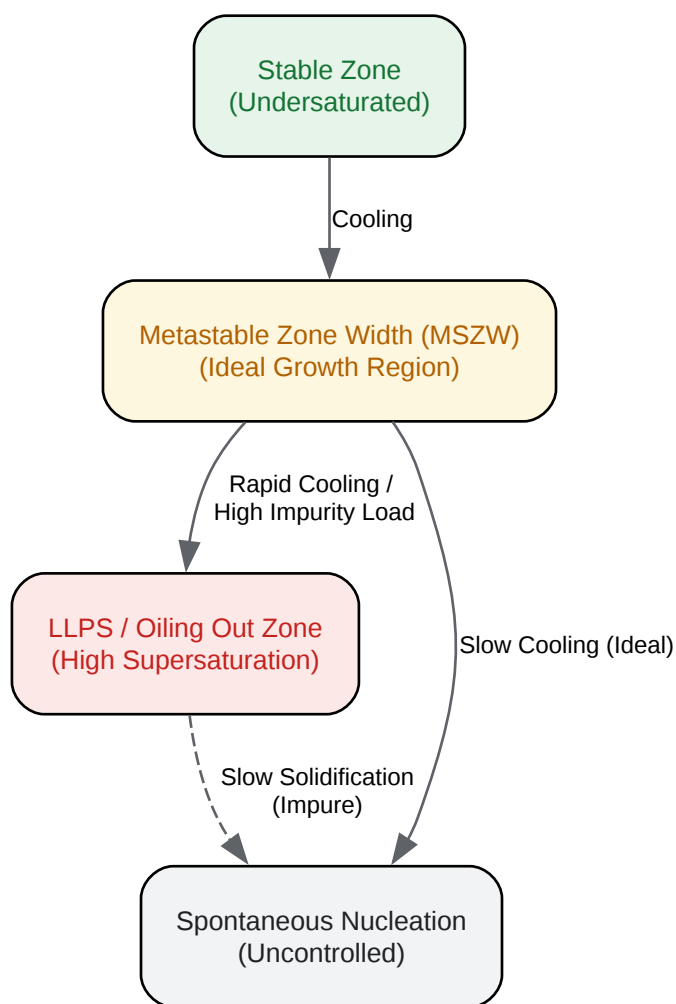 Stable Zone
(Undersaturated)
Cooling
Metastable Zone Width (MSZW)
(Ideal Growth Region)
Rapid Cooling /
High Impurity Load
LLPS / Oiling Out Zone
(High Supersaturation)
Slow Cooling (Ideal)
Slow Solidification
(Impure)
Spontaneous Nucleation
(Uncontrolled)